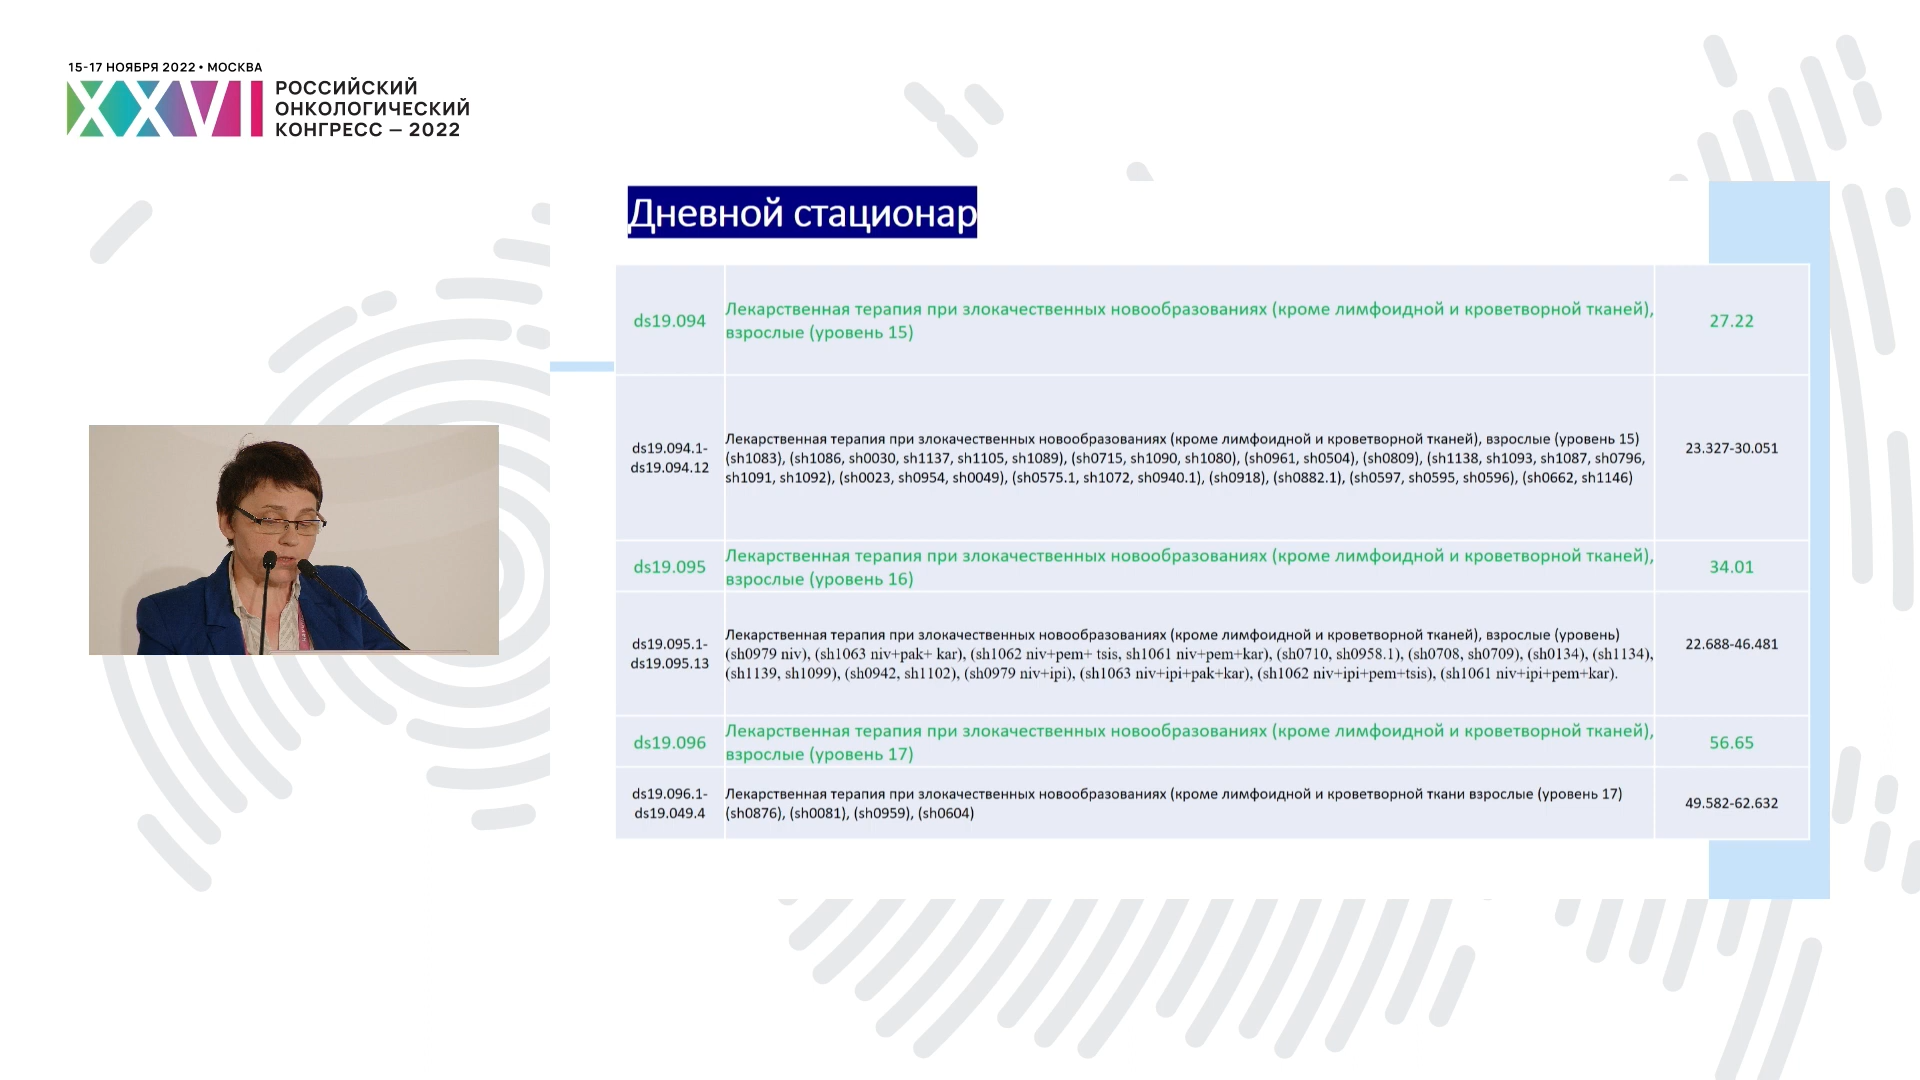 15-17 НОЯБРЯ 2022 • МОСКВА
XXVI
РОССИЙСКИЙ
ОНКОЛОГИЧЕСКИЙ
КОНГРЕСС — 2022
Дневной стационар
ds19.094
Лекарственная терапия при злокачественных новообразованиях (кроме лимфоидной и кроветворной тканей),
взрослые (уровень 15)
27.22
ds19.094.1-
ds19.094.12
Лекарственная терапия при злокачественных новообразованиях (кроме лимфоидной и кроветворной тканей), взрослые (уровень 15)
(sh1083), (sh1086, sh0030, sh1137, sh1105, sh1089), (sh0715, sh1090, sh1080), (sh0961, sh0504), (sh0809), (sh1138, sh1093, sh1087, sh0796,
sh1091, sh1092), (sh0023, sh0954, sh0049), (sh0575.1, sh1072, sh0940.1), (sh0918), (sh0882.1), (sh0597, sh0595, sh0596), (sh0662, sh1146)
23.327-30.051
ds19.095
Лекарственная терапия при злокачественных новообразованиях (кроме лимфоидной и кроветворной тканей),
взрослые (уровень 16)
34.01
ds19.095.1-
ds19.095.13
Лекарственная терапия при злокачественных новообразованиях (кроме лимфоидной и кроветворной тканей), взрослые (уровень)
(sh0979 niv), (sh1063 niv+pak+ kar), (sh1062 niv+pem+ tsis, sh1061 niv+pem+kar), (sh0710, sh0958.1), (sh0708, sh0709), (sh0134), (sh1134),
(sh1139, sh1099), (sh0942, sh1102), (sh0979 niv+ipi), (sh1063 niv+ipi+pak+kar), (sh1062 niv+ipi+pem+tsis), (sh1061 niv+ipi+pem+kar).
22.688-46.481
ds19.096
Лекарственная терапия при злокачественных новообразованиях (кроме лимфоидной и кроветворной тканей),
взрослые (уровень 17)
56.65
ds19.096.1-
ds19.049.4
Лекарственная терапия при злокачественных новообразованиях (кроме лимфоидной и кроветворной ткани взрослые (уровень 17)
(sh0876), (sh0081), (sh0959), (sh0604)
49.582-62.632